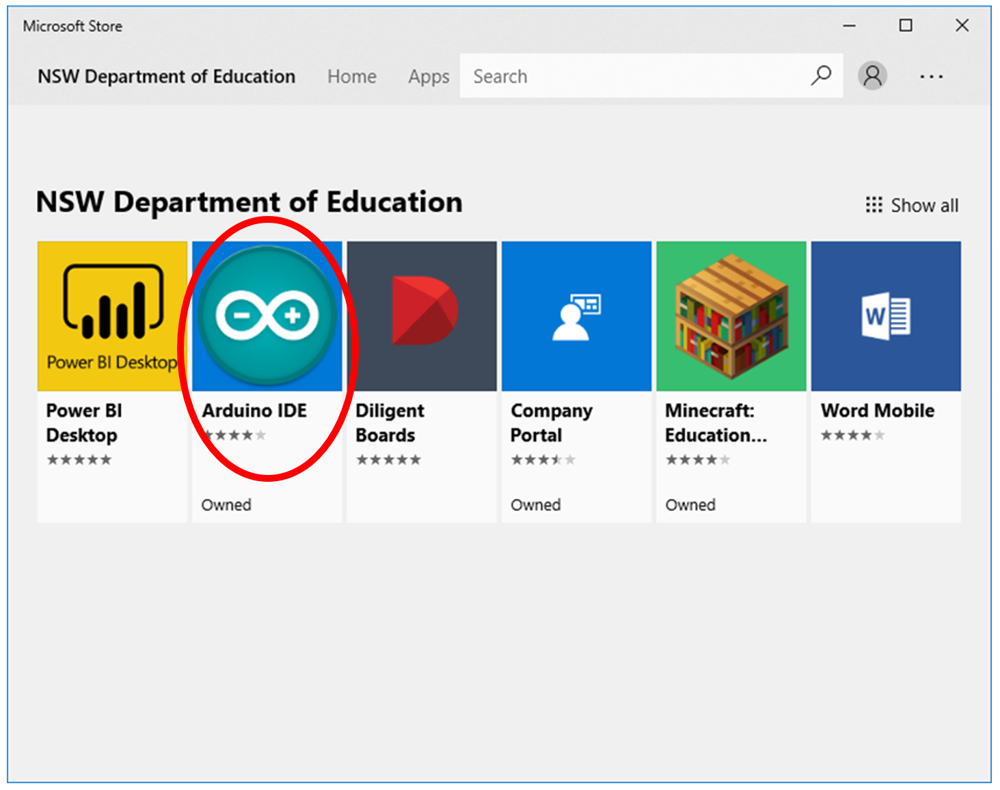 Microsoft Store
NSW Department of Education Home Apps Search
NSW Department of Education
Show all
Power BI Desktop
W
Power BI
Desktop
Arduino IDE
Diligent
Boards
Company
Portal
Minecraft:
Education...
Word Mobile
Owned
Owned
Owned